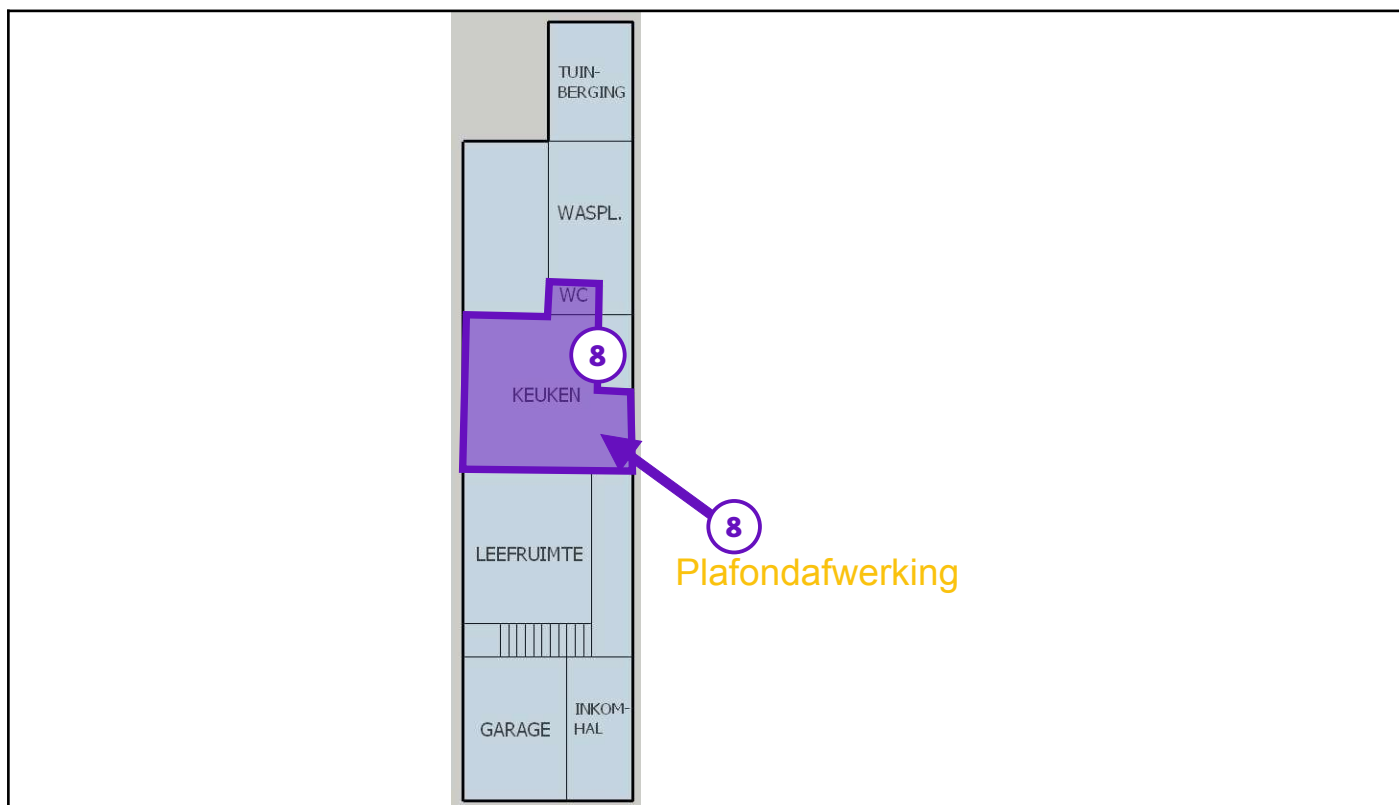 TUIN-
BERGING
WASPL.
WC
8
KEUKEN
8
Plafondafwerking
LEEFRUIMTE
GARAGE
INKOM-
HAL